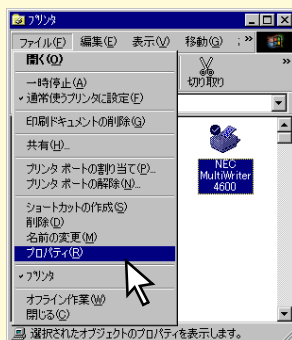 プリンタ
ファイル(F) 編集(E) 表示(V) 移動(G) : »
開く(O)
一時停止(A)
通常使うプリンタに設定(F)
印刷ドキュメントの削除(G)
共有(H)...
プリンタ ポートの割り当て(P)...
プリンタ ポートの解除(N)...
ショートカットの作成(S)
削除(D)
名前の変更(M)
プロパティ(R)
プリンタ
オフライン作業(W)
閉じる(C)
切り取り
»
NEC
MultiWriter
4600
選択されたオブジェクトのプロパティを表示します。